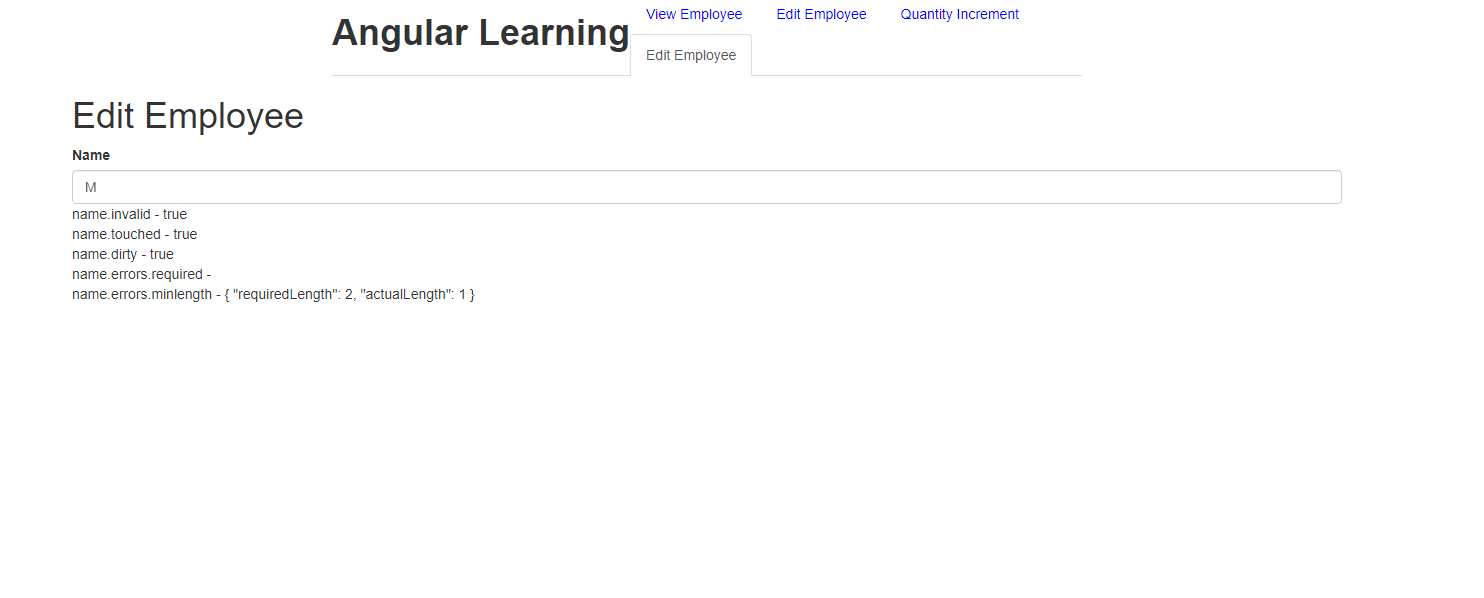 Angular Learning
View Employee Edit Employee Quantity Increment
Edit Employee
Edit Employee
Name
M
name.invalid - true
name.touched - true
name.dirty - true
name.errors.required -
name.errors.minlength - { "requiredLength": 2, "actualLength": 1 }